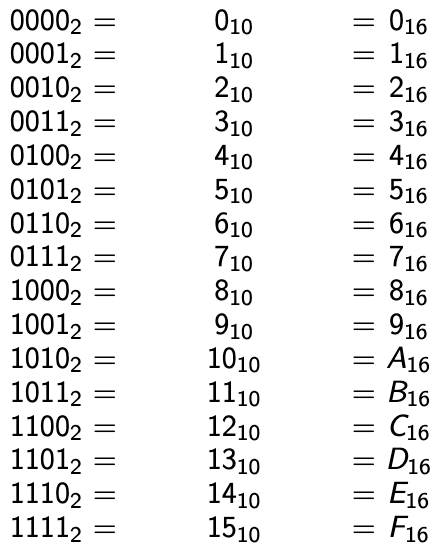 0000₂ = 0₁₀ = 0₁₆
0001₂ = 1₁₀ = 1₁₆
0010₂ = 2₁₀ = 2₁₆
0011₂ = 3₁₀ = 3₁₆
0100₂ = 4₁₀ = 4₁₆
0101₂ = 5₁₀ = 5₁₆
0110₂ = 6₁₀ = 6₁₆
0111₂ = 7₁₀ = 7₁₆
1000₂ = 8₁₀ = 8₁₆
1001₂ = 9₁₀ = 9₁₆
1010₂ = 10₁₀ = A₁₆
1011₂ = 11₁₀ = B₁₆
1100₂ = 12₁₀ = C₁₆
1101₂ = 13₁₀ = D₁₆
1110₂ = 14₁₀ = E₁₆
1111₂ = 15₁₀ = F₁₆